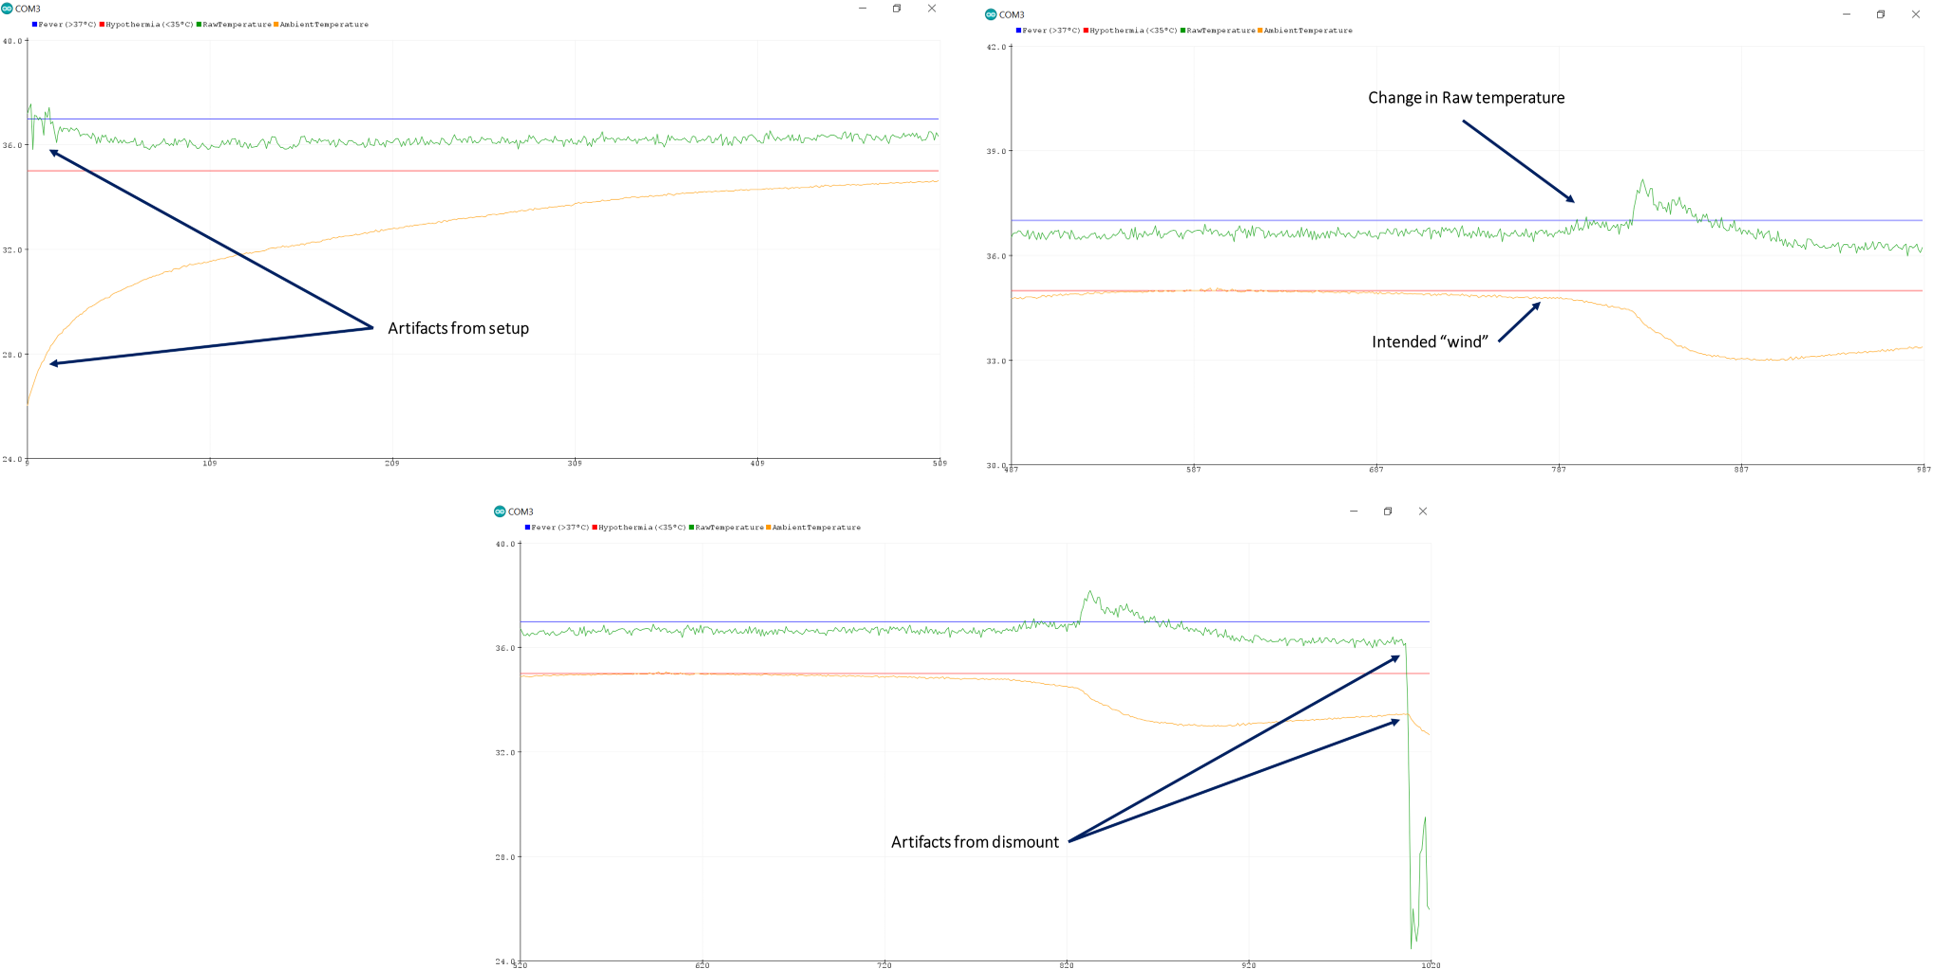 COM3
Fever(>37°C) Hypothermia(<35°C) RawTemperature AmbientTemperature
40.0
36.0
32.0
28.0
24.0
9 109 209 309 409 509
Artifacts from setup
COM3
Fever(>37°C) Hypothermia(<35°C) RawTemperature AmbientTemperature
42.0
39.0
36.0
33.0
30.0
487 587 687 787 887 987
Change in Raw temperature
Intended “wind”
COM3
Fever(>37°C) Hypothermia(<35°C) RawTemperature AmbientTemperature
40.0
36.0
32.0
28.0
24.0
520 620 720 820 920 1020
Artifacts from dismount